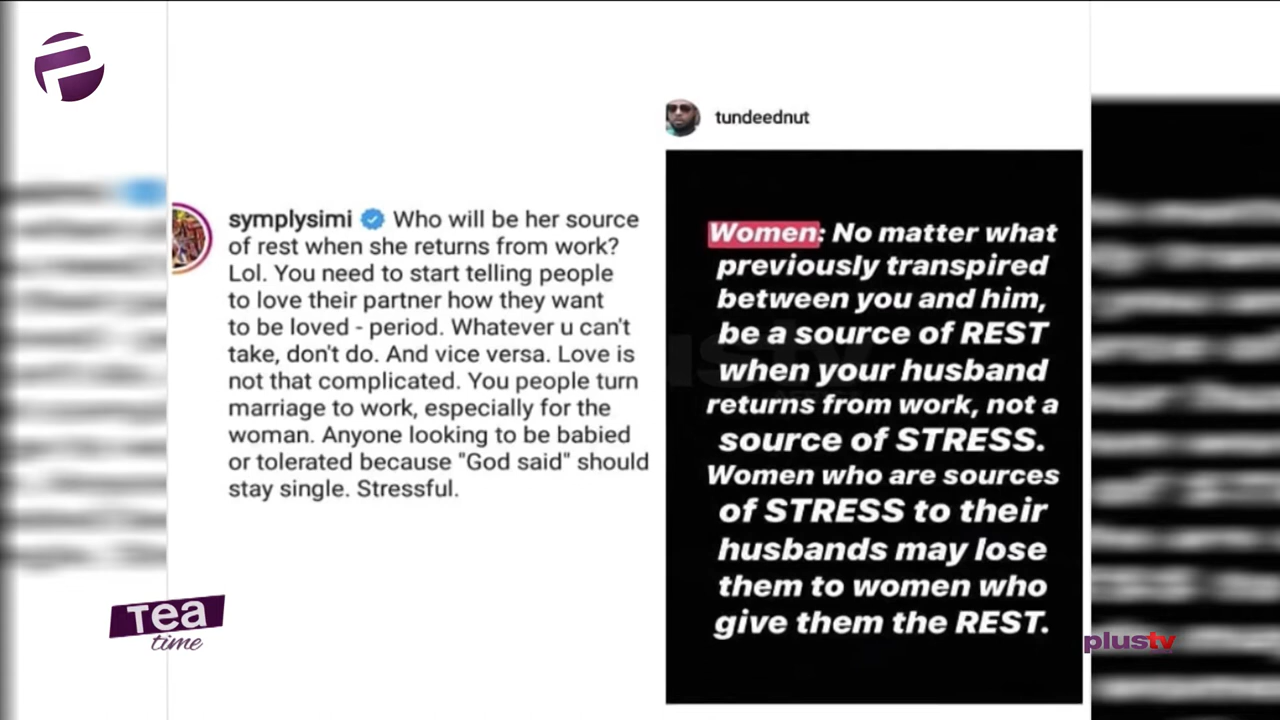 symplysimi Who will be her source
of rest when she returns from work?
Lol. You need to start telling people
to love their partner how they want
to be loved - period. Whatever u can't
take, don't do. And vice versa. Love is
not that complicated. You people turn
marriage to work, especially for the
woman. Anyone looking to be babied
or tolerated because "God said" should
stay single. Stressful.
tundeednut
Women: No matter what
previously transpired
between you and him,
be a source of REST
when your husband
returns from work, not a
source of STRESS.
Women who are sources
of STRESS to their
husbands may lose
them to women who
give them the REST.
Tea
time
plustv